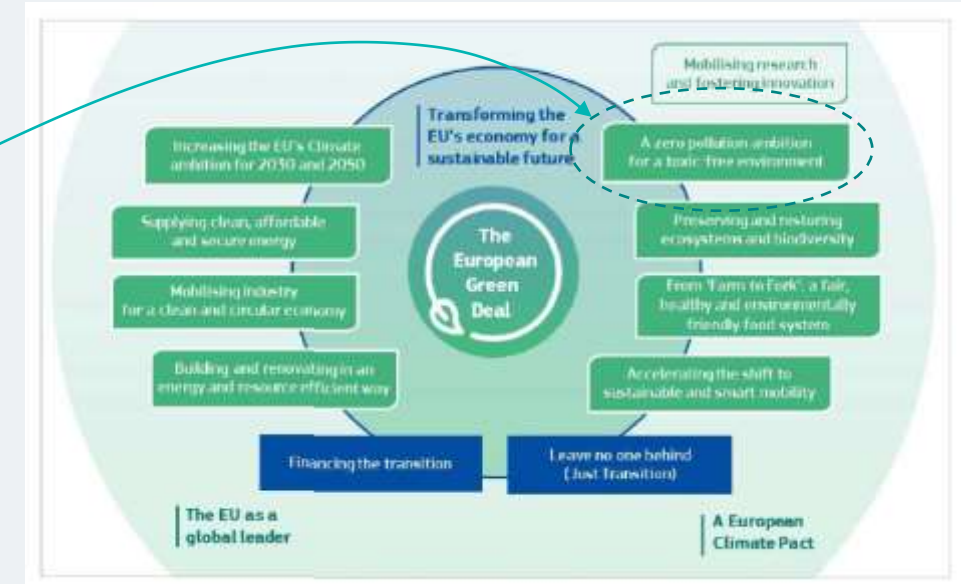 Mobilising research
and fostering innovation
Transforming the
EU's economy for a
sustainable future
Increasing the EU's Climate
ambition for 2030 and 2050
A zero pollution ambition
for a toxic-free environment
Supplying clean, affordable
and secure energy
The
European
Green
Deal
Preserving and restoring
ecosystems and biodiversity
Mobilising industry
for a clean and circular economy
From 'Farm to Fork': a fair,
healthy and environmentally
friendly food system
Building and renovating in an
energy and resource efficient way
Accelerating the shift to
sustainable and smart mobility
Financing the transition
Leave no one behind
(Just Transition)
The EU as a
global leader
A European
Climate Pact